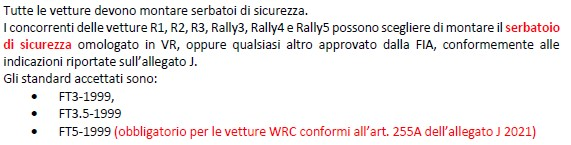 Tutte le vetture devono montare serbatoi di sicurezza.
I concorrenti delle vetture R1, R2, R3, Rally3, Rally4 e Rally5 possono scegliere di montare il serbatoio
di sicurezza omologato in VR, oppure qualsiasi altro approvato dalla FIA, conformemente alle
indicazioni riportate sull'allegato J.
Gli standard accettati sono:
• FT3-1999,
• FT3.5-1999
• FT5-1999 (obbligatorio per le vetture WRC conformi all'art. 255A dell'allegato J 2021)